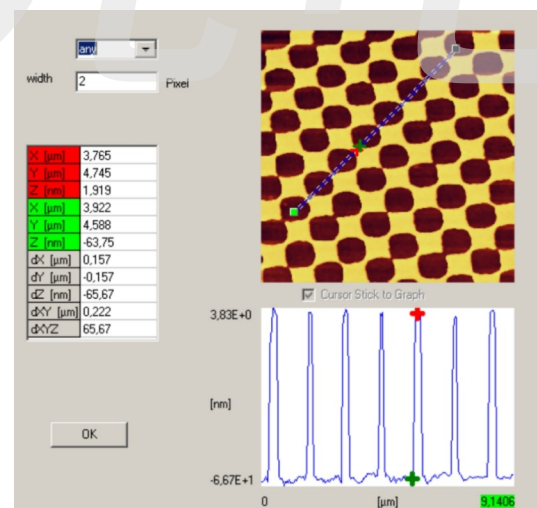 any
width 2 Pixel
X [µm] 3,765
Y [µm] 4,745
Z [nm] 1,919
X [µm] 3,922
Y [µm] 4,588
Z [nm] -63,75
dX [µm] 0,157
dY [µm] -0,157
dZ [nm] -65,67
dXY [µm] 0,222
dXYZ 65,67
OK
Cursor Stick to Graph
3,83E+0
[nm]
-6,67E+1
0 [µm] 9,1406